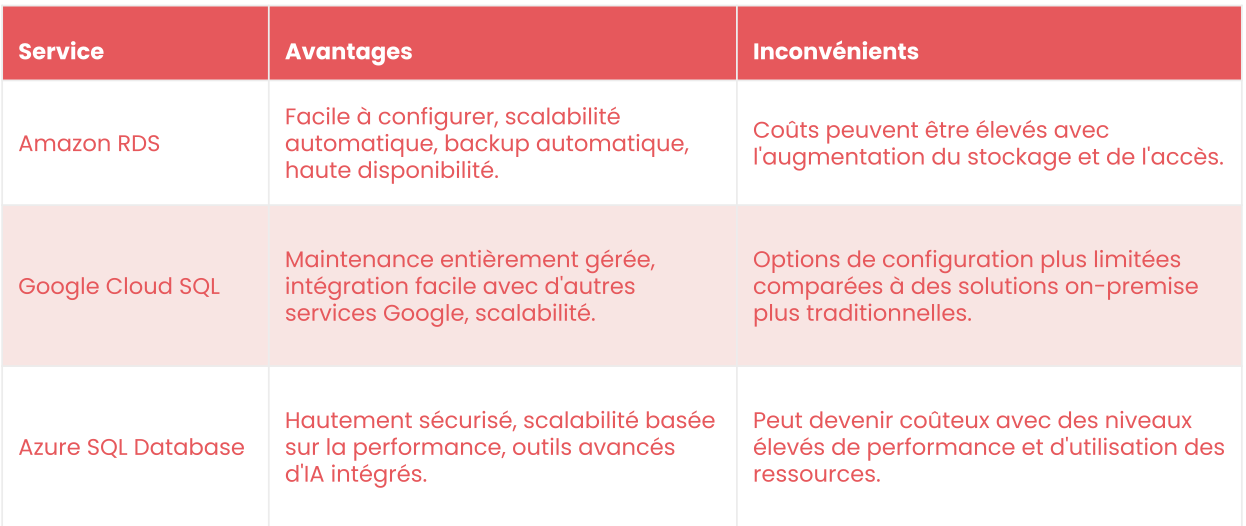 Service
Avantages
Inconvénients
Amazon RDS
Facile à configurer, scalabilité
automatique, backup automatique,
haute disponibilité.
Coûts peuvent être élevés avec
l'augmentation du stockage et de l'accès.
Google Cloud SQL
Maintenance entièrement gérée,
intégration facile avec d'autres
services Google, scalabilité.
Options de configuration plus limitées
comparées à des solutions on-premise
plus traditionnelles.
Azure SQL Database
Hautement sécurisé, scalabilité basée
sur la performance, outils avancés
d'IA intégrés.
Peut devenir coûteux avec des niveaux
élevés de performance et d'utilisation des
ressources.